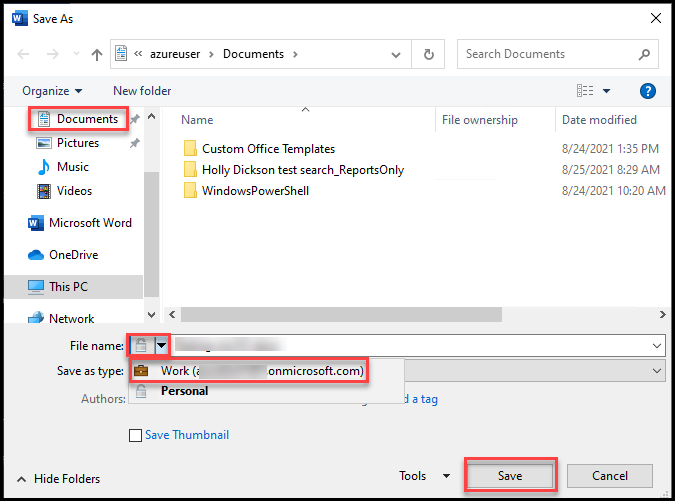 Save As
azureuser > Documents >
Search Documents
Organize
New folder
Documents
Pictures
Music
Videos
Microsoft Word
OneDrive
This PC
Network
Name
File ownership
Date modified
Custom Office Templates
8/24/2021 1:35 PM
Holly Dickson test search_ReportsOnly
8/25/2021 8:29 AM
WindowsPowerShell
8/24/2021 10:20 AM
File name:
Save as type:
Work (a onmicrosoft.com)
Personal
Authors:
d a tag
Save Thumbnail
Hide Folders
Tools
Save
Cancel